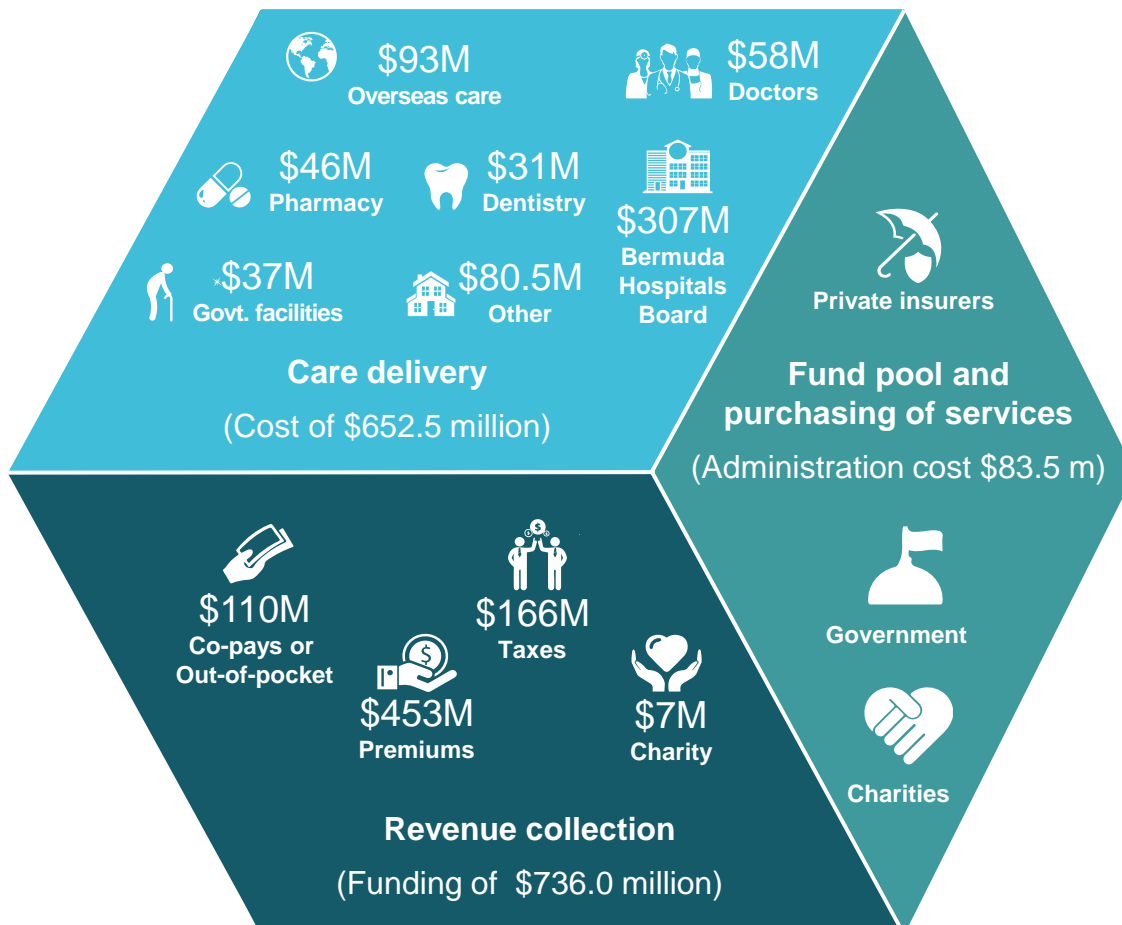 $93M
Overseas care
$58M
Doctors
$46M
Pharmacy
$31M
Dentistry
$307M
Bermuda
Hospitals
Board
$37M
Govt. facilities
$80.5M
Other
Care delivery
(Cost of $652.5 million)
Private insurers
Fund pool and
purchasing of services
(Administration cost $83.5 m)
Government
Charities
$110M
Co-pays or
Out-of-pocket
$166M
Taxes
$453M
Premiums
$7M
Charity
Revenue collection
(Funding of $736.0 million)